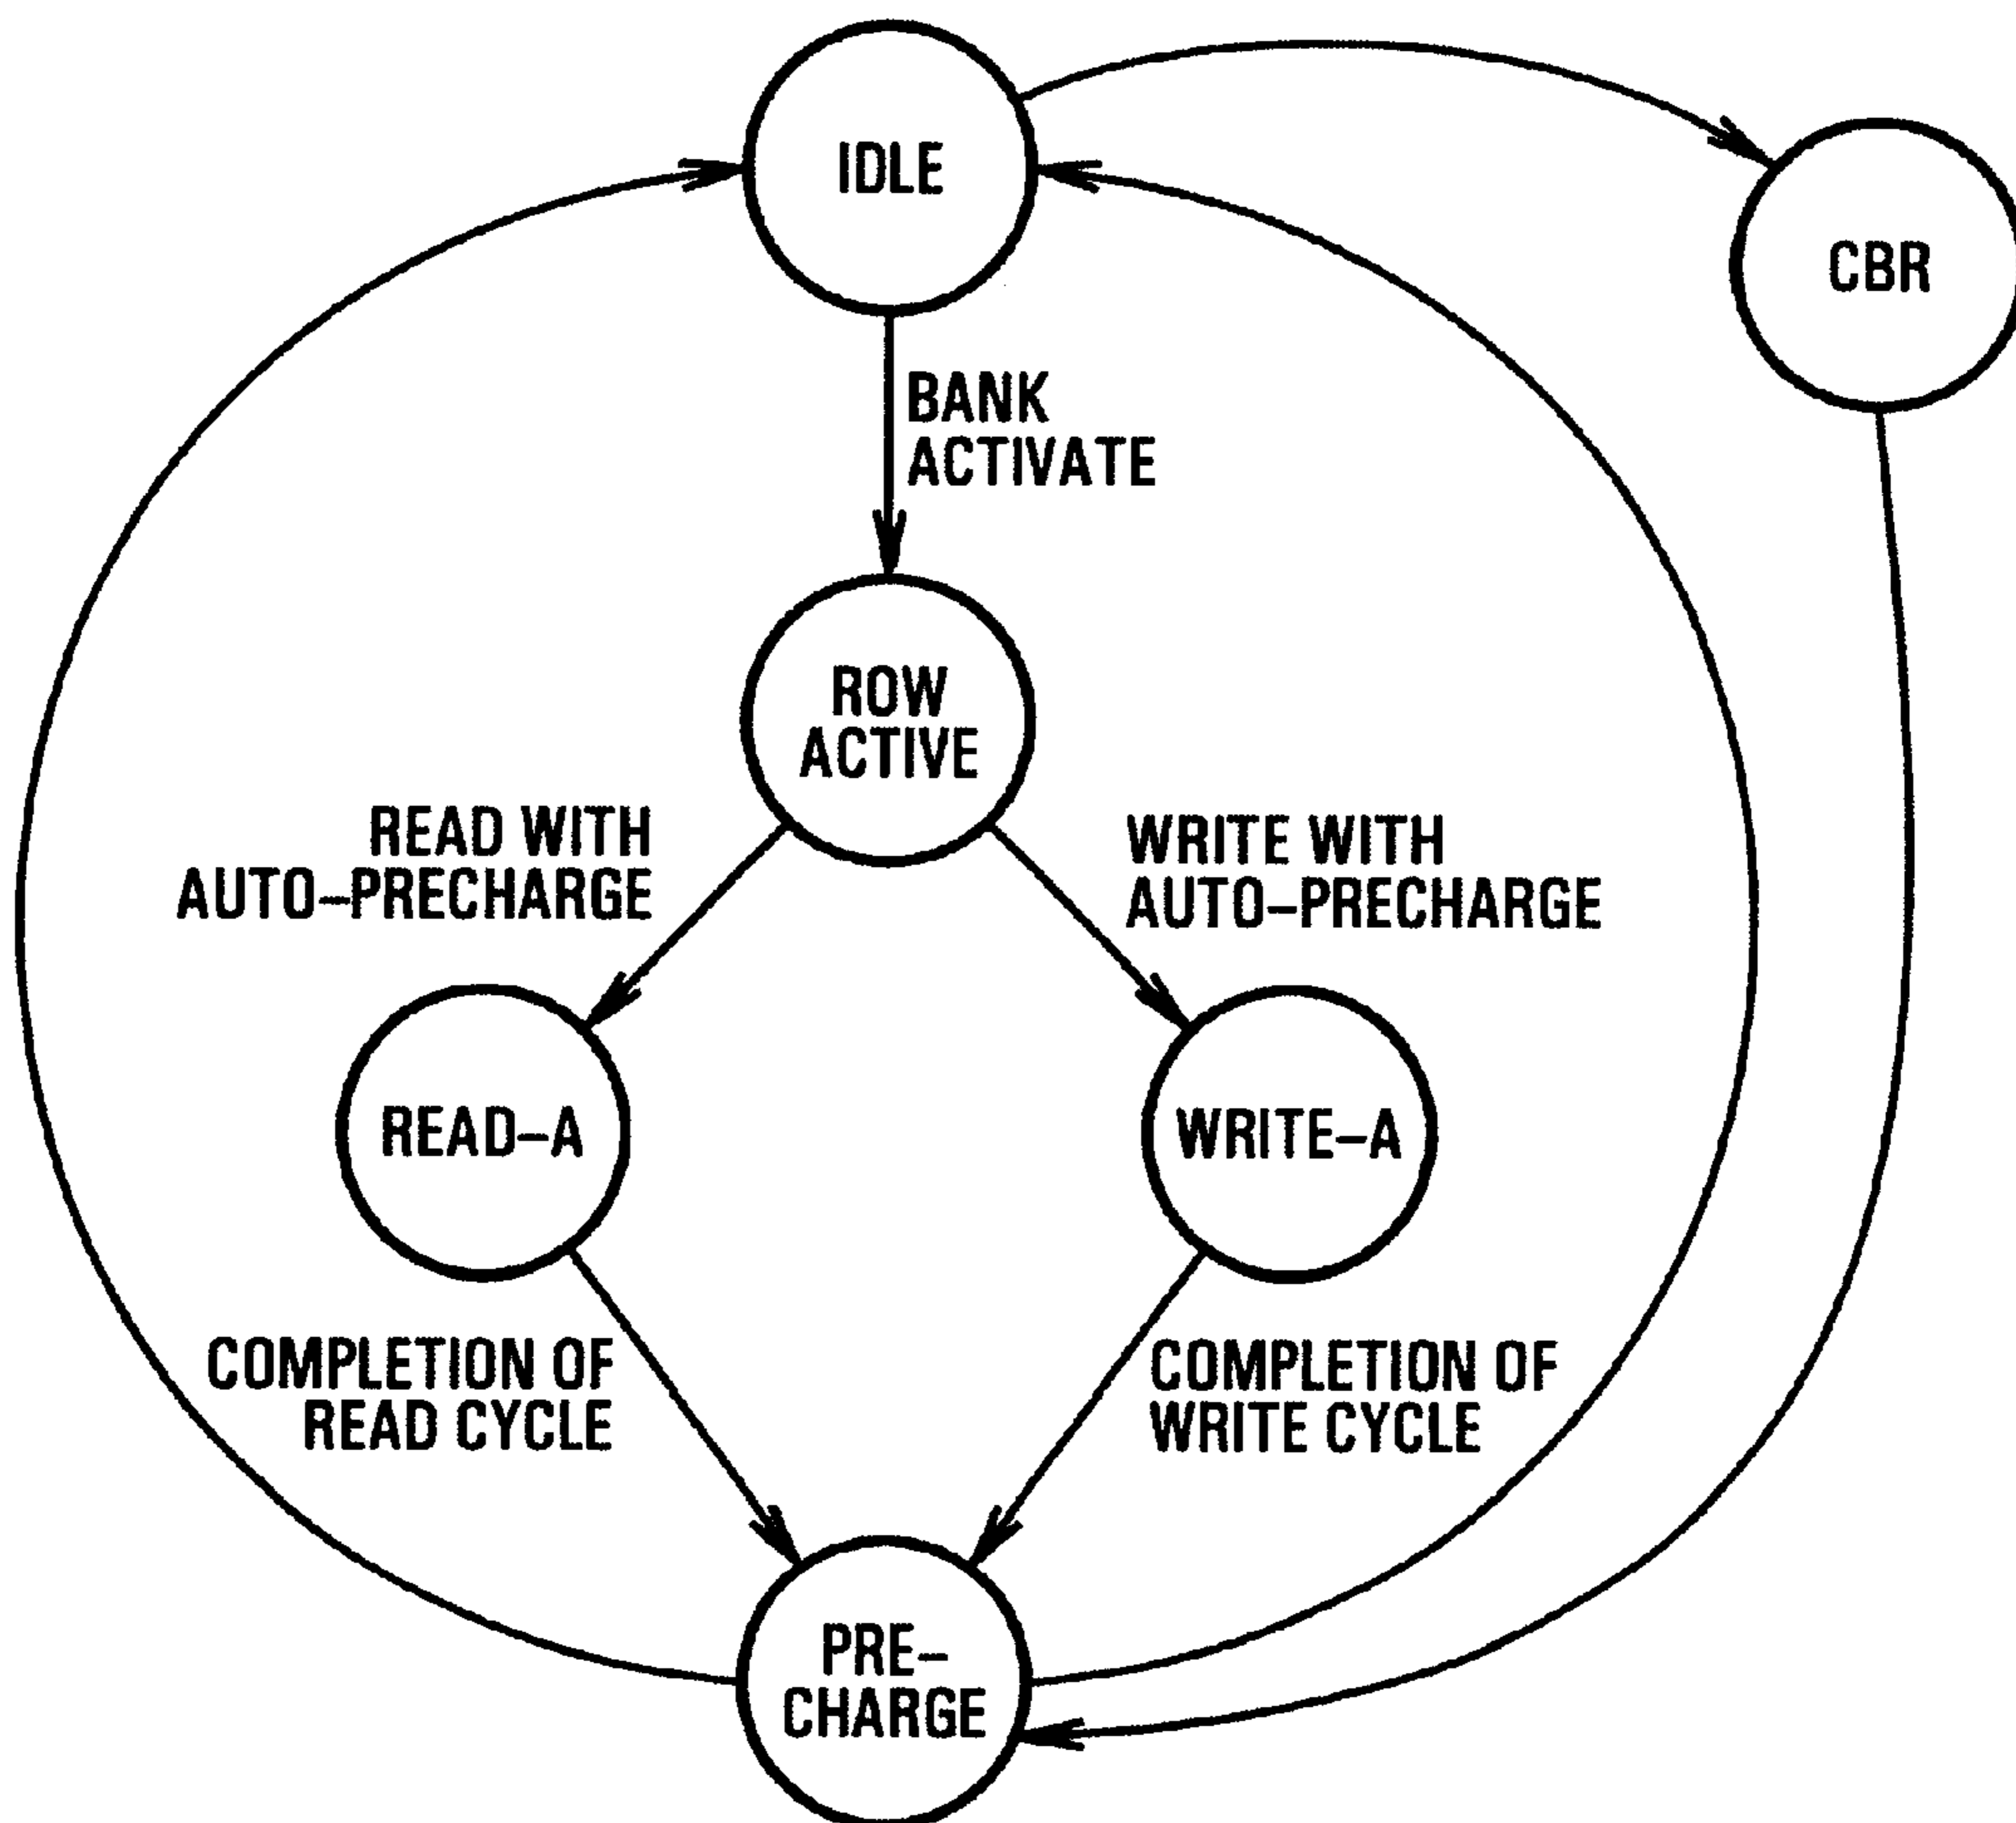 IDLE
CBR
BANK
ACTIVATE
ROW
ACTIVE
READ WITH
AUTO-PRECHARGE
WRITE WITH
AUTO-PRECHARGE
READ-A
WRITE-A
COMPLETION OF
READ CYCLE
COMPLETION OF
WRITE CYCLE
PRE-
CHARGE